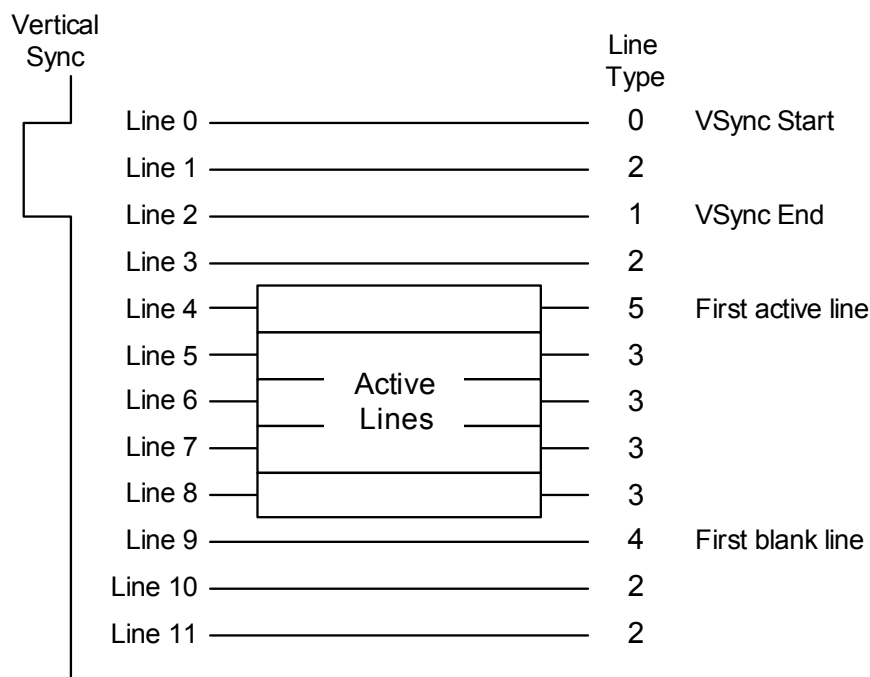 Vertical
Sync
Line
Type
Line 0 0 VSync Start
Line 1 2
Line 2 1 VSync End
Line 3 2
Line 4 5 First active line
Line 5 3
Active
Line 6 3
Lines
Line 7 3
Line 8 3
Line 9 4 First blank line
Line 10 2
Line 11 2